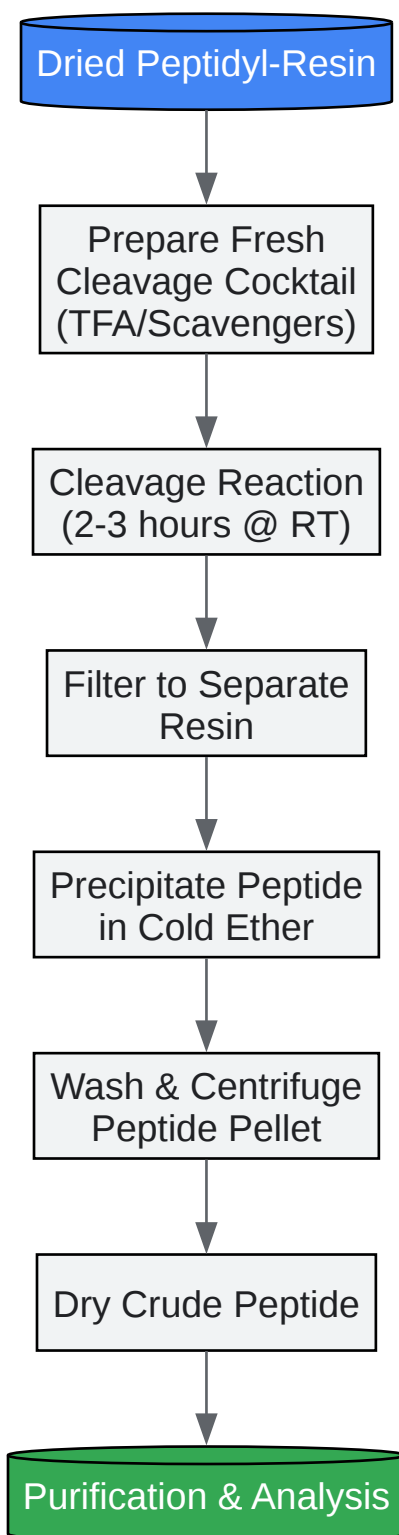 Dried Peptidyl-Resin
Prepare Fresh
Cleavage Cocktail
(TFA/Scavengers)
Cleavage Reaction
(2-3 hours @ RT)
Filter to Separate
Resin
Precipitate Peptide
in Cold Ether
Wash & Centrifuge
Peptide Pellet
Dry Crude Peptide
Purification & Analysis